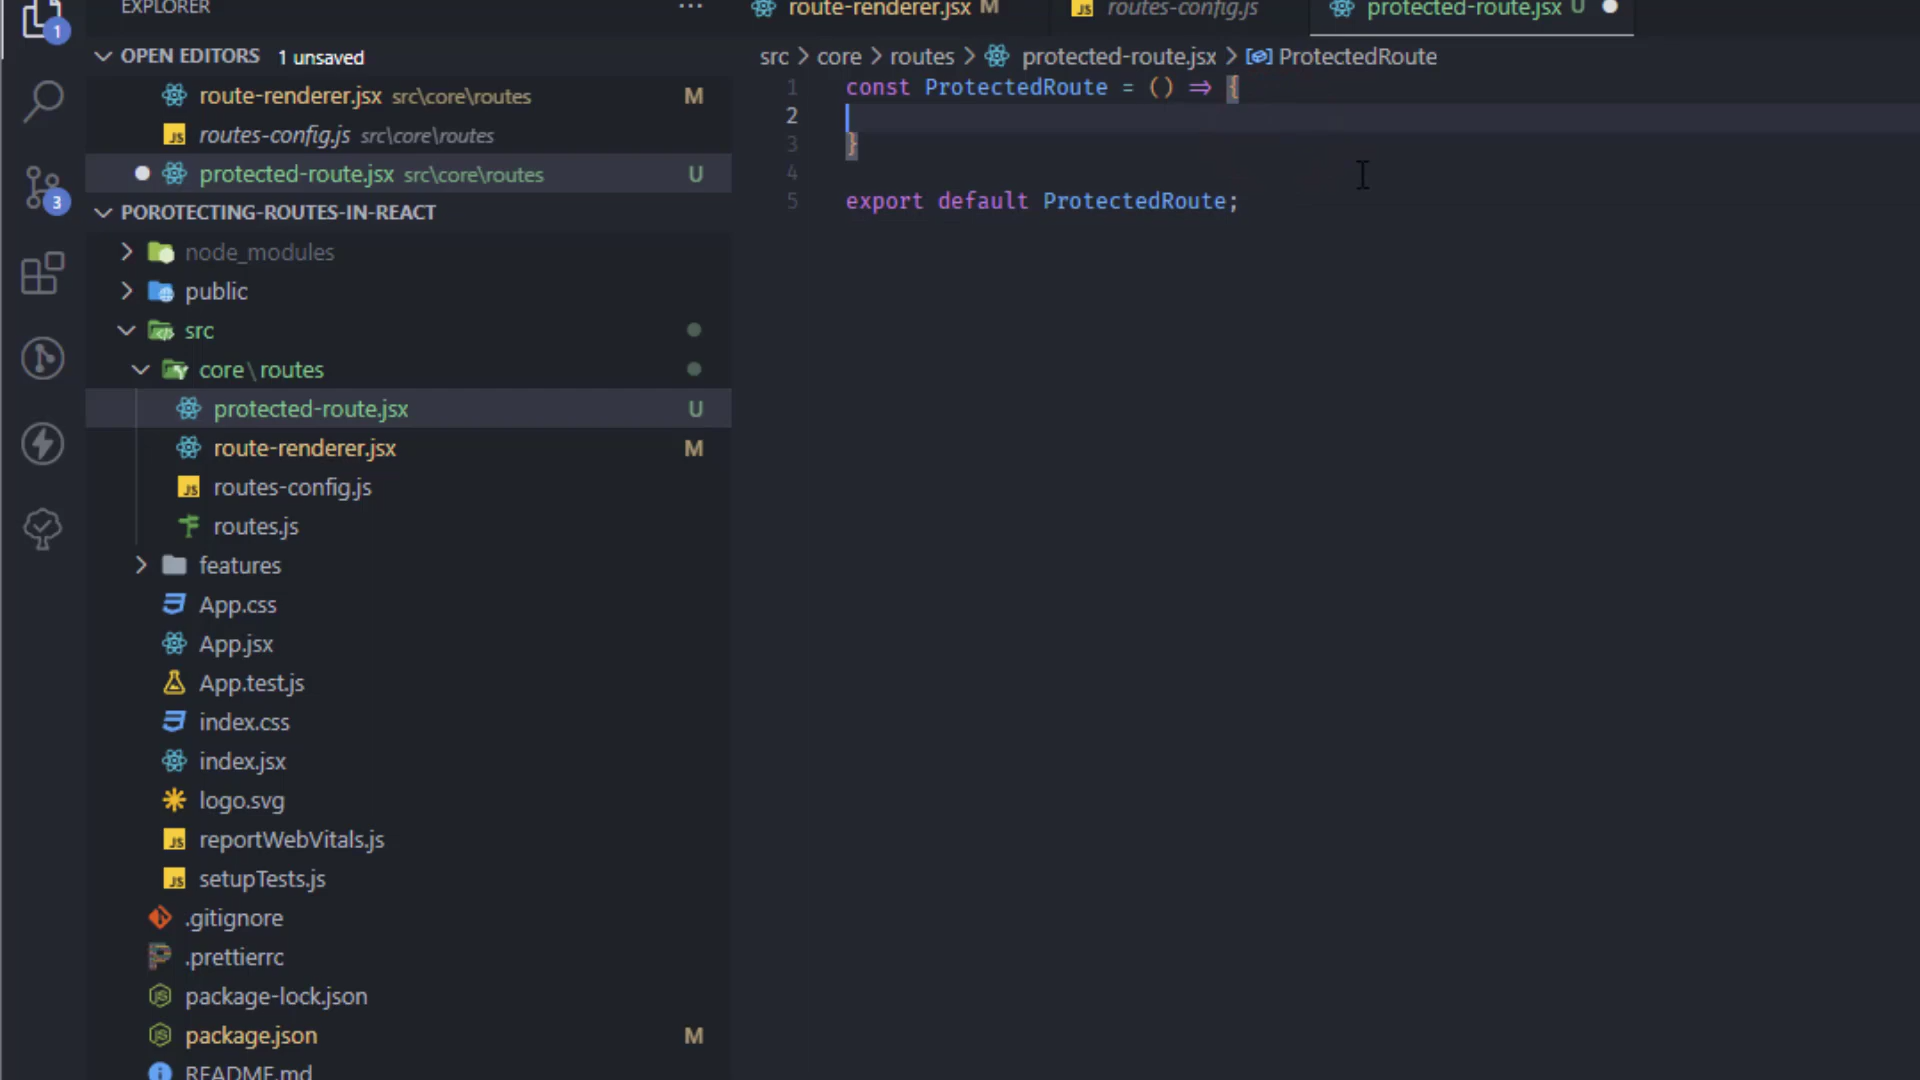 EXPLORER
route-renderer.jsx M
routes-config.js
protected-route.jsx U
1
OPEN EDITORS 1 unsaved
route-renderer.jsx src\core\routes M
routes-config.js src\core\routes
protected-route.jsx src\core\routes U
3
POROTECTING-ROUTES-IN-REACT
node_modules
public
src
core\routes
protected-route.jsx U
route-renderer.jsx M
JS routes-config.js
routes.js
features
App.css
App.jsx
App.test.js
index.css
index.jsx
logo.svg
JS reportWebVitals.js
JS setupTests.js
.gitignore
.prettierrc
package-lock.json
package.json M
README.md
src > core > routes > protected-route.jsx > ProtectedRoute
1 const ProtectedRoute = () => {
2
3 }
4
5 export default ProtectedRoute;